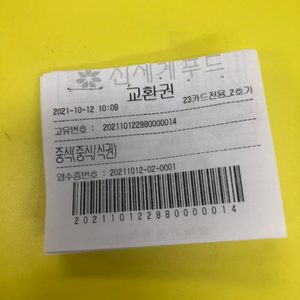 신세계푸드
교환권
2021-10-12 10:09 23카드전용_2호기
고유번호 : 202110122880000014
중식(중식/식권)
영수증번호 : 20211012-02-0001
202110122880000014